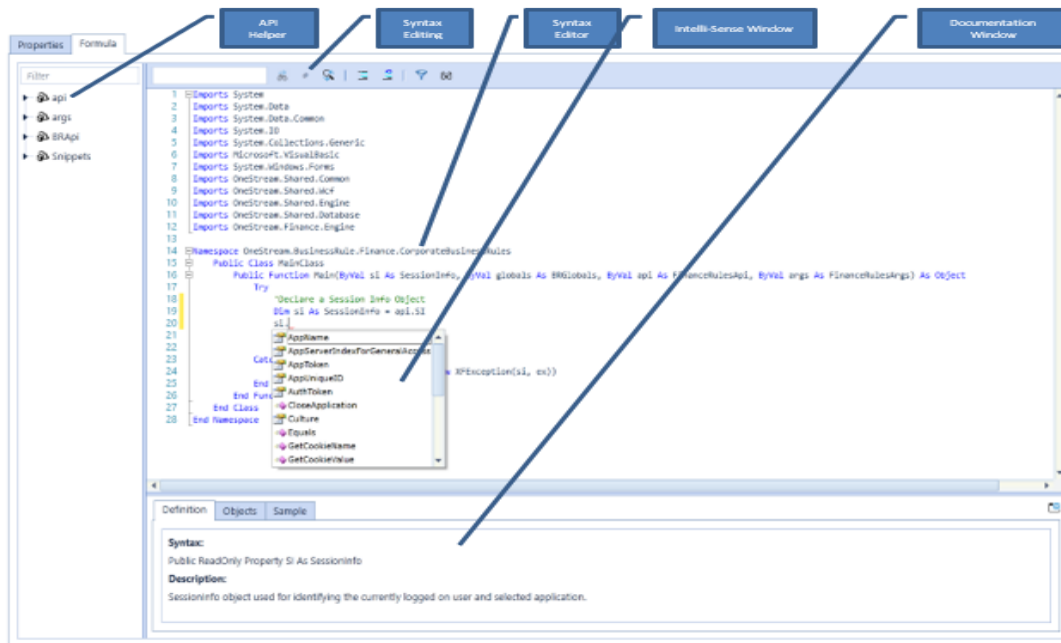 API
Helper
Syntax
Editing
Syntax
Editor
Intelli-Sense Window
Documentation
Window
Properties
Formula
Filter
api
args
BRApi
Snippets
1 Imports System
2 Imports System.Data
3 Imports System.Data.Common
4 Imports System.IO
5 Imports System.Collections.Generic
6 Imports Microsoft.VisualBasic
7 Imports System.Windows.Forms
8 Imports OneStream.Shared.Common
9 Imports OneStream.Shared.Wcf
10 Imports OneStream.Shared.Engine
11 Imports OneStream.Shared.Database
12 Imports OneStream.Finance.Engine
13
14 Namespace OneStream.BusinessRule.Finance.CorporateBusinessRules
15 Public Class MainClass
16 Public Function Main(ByVal si As SessionInfo, ByVal globals As BRGlobals, ByVal api As FinanceRulesApi, ByVal args As FinanceRulesArgs) As Object
17 Try
18 'Declare a Session Info Object
19 Dim si As SessionInfo = api.SI
20 si.
21
22
23 Catc
24 XFException(si, ex))
25 End
26 End Func
27 End Class
28 End Namespace
AppName
AppServerIndexForGeneralAccess
AppToken
AppUniqueID
AuthToken
CloseApplication
Culture
Equals
GetCookieName
GetCookieValue
Definition
Objects
Sample
Syntax:
Public ReadOnly Property SI As SessionInfo
Description:
SessionInfo object used for identifying the currently logged on user and selected application.